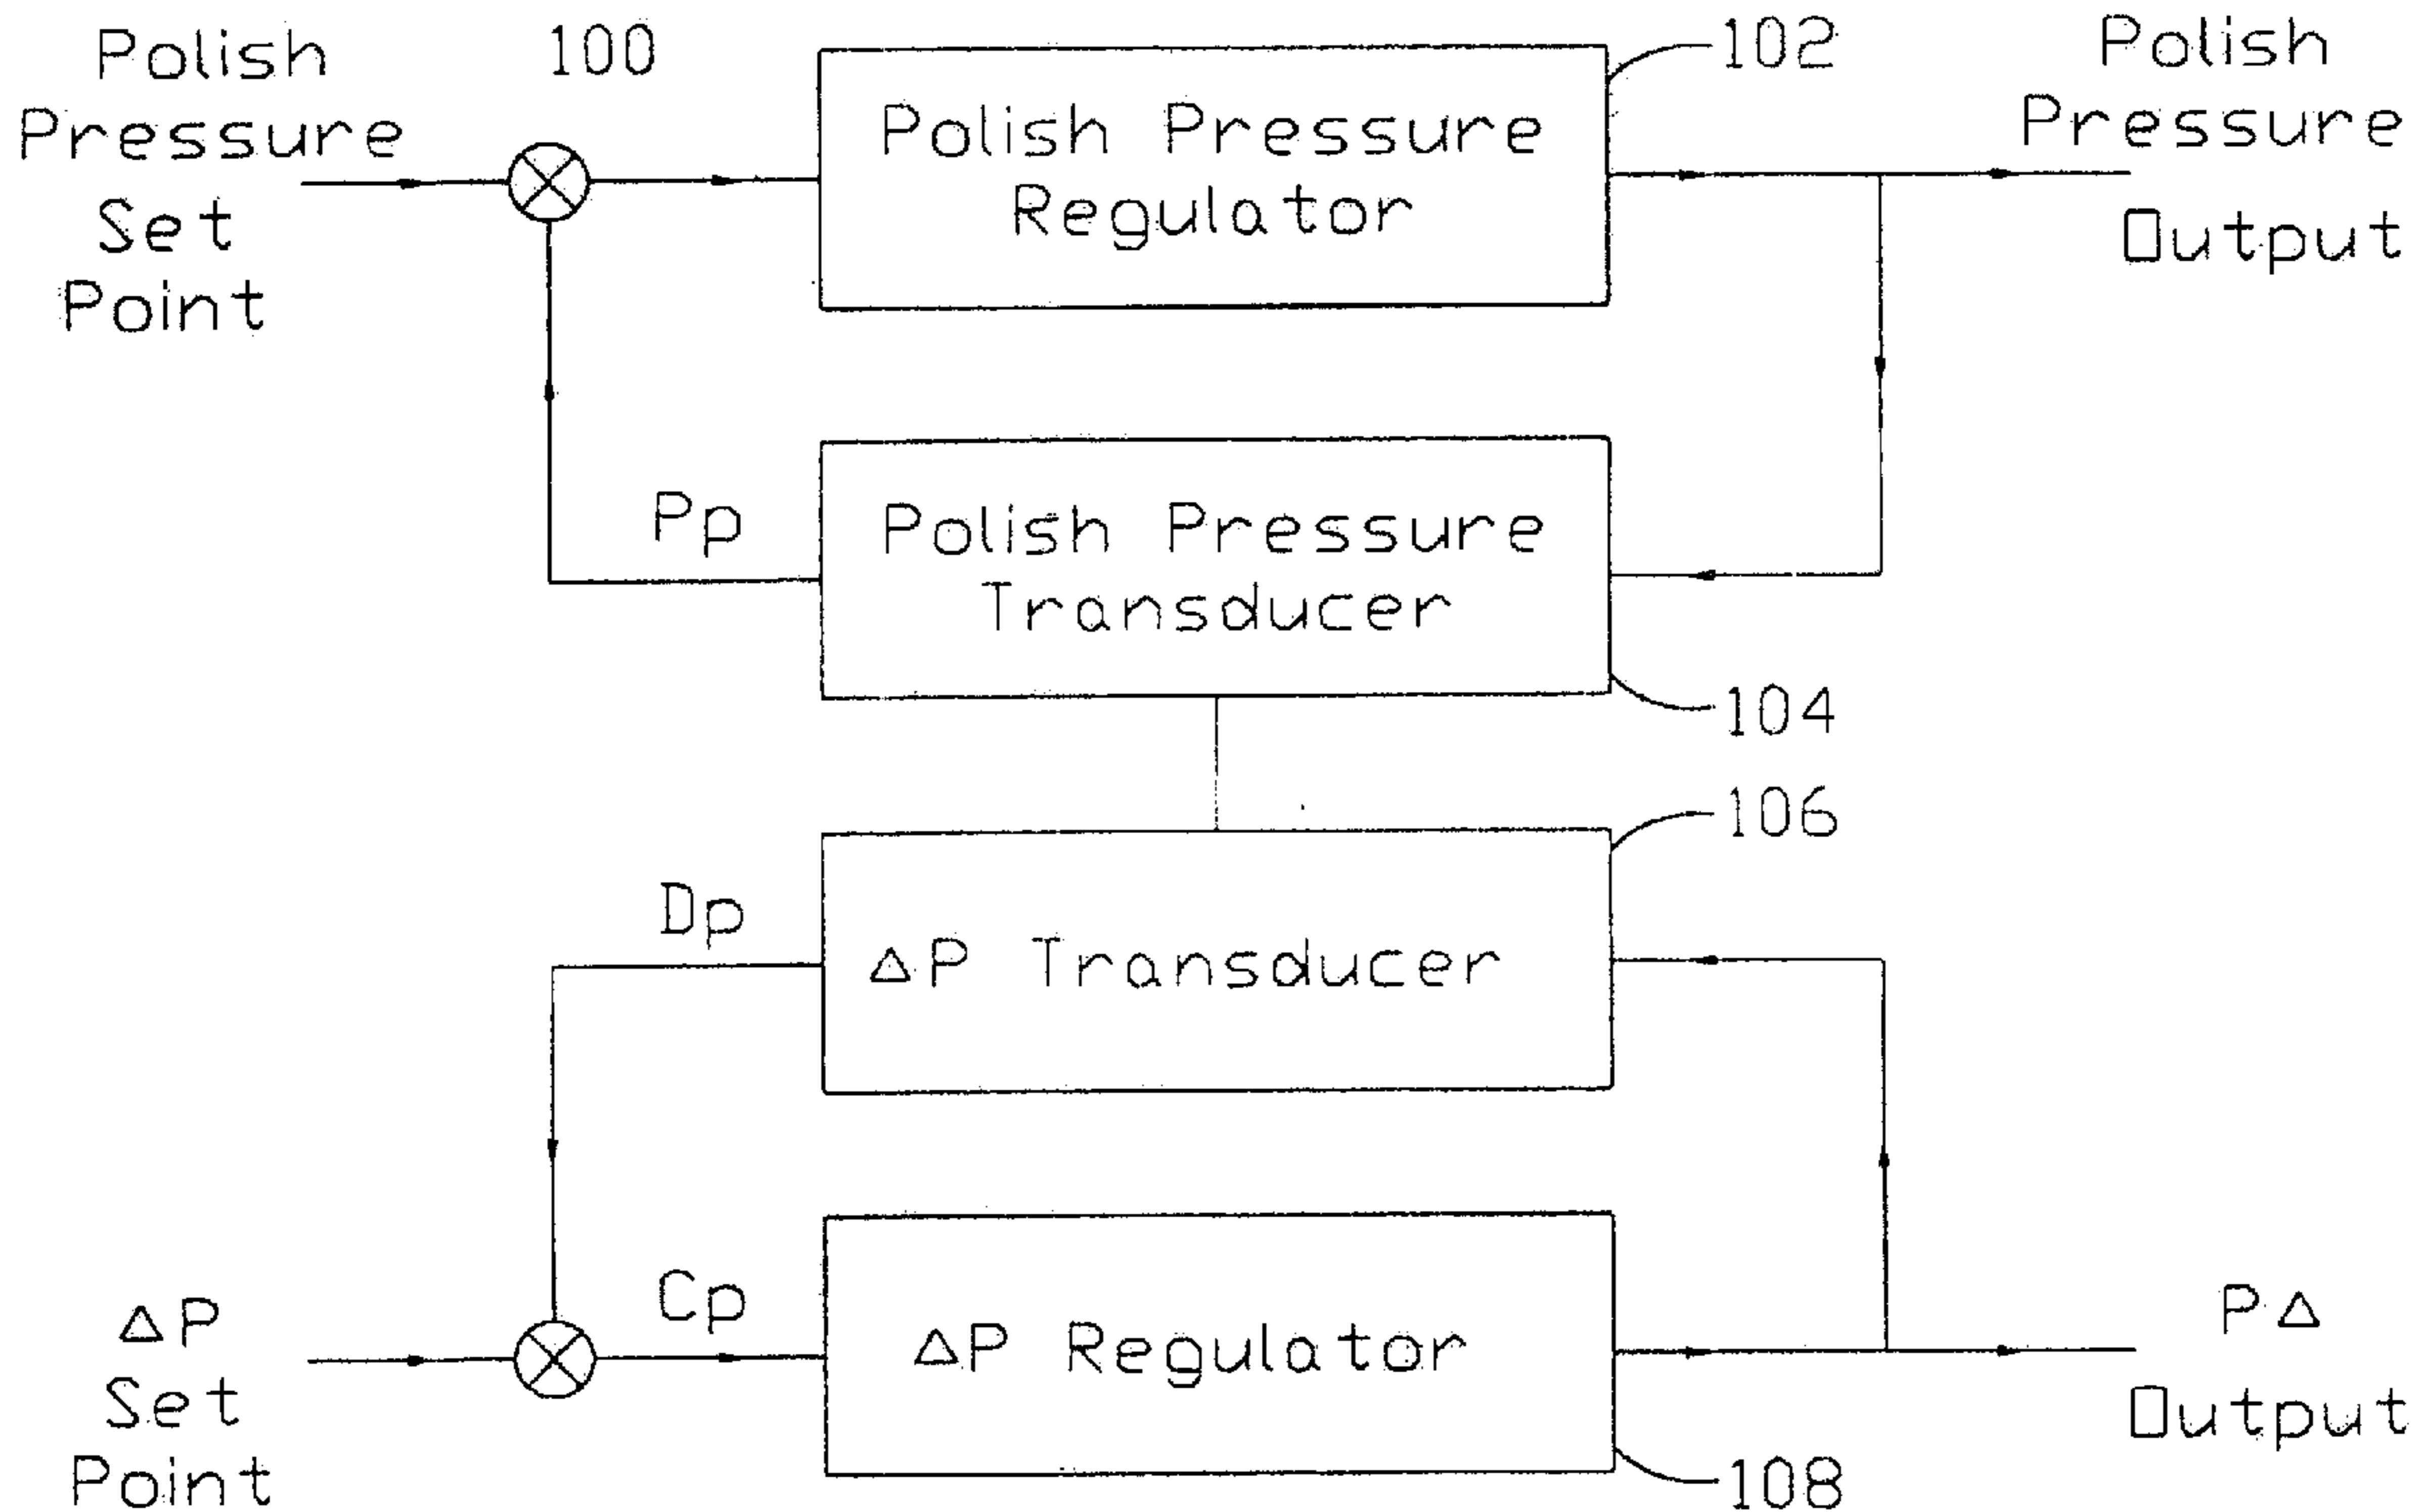 Polish
Pressure
Set
Point
100
Polish Pressure
Regulator
102
Polish
Pressure
Output
Pp
Polish Pressure
Transducer
104
106
Dp
ΔP Transducer
ΔP
Set
Point
Cp
ΔP Regulator
108
PΔ
Output